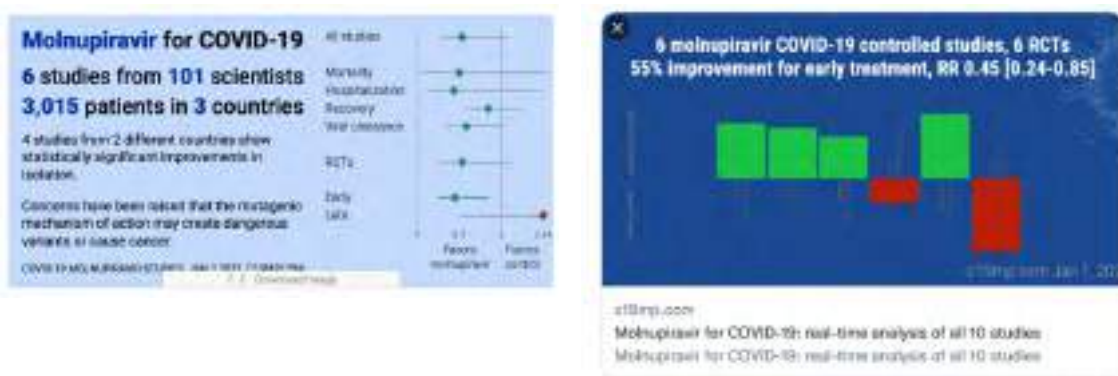 Molnupiravir for COVID-19
6 studies from 101 scientists
3,015 patients in 3 countries
4 studies from 2 different countries show
statistically significant improvements in
isolation.
Concerns have been raised that the mutagenic
mechanism of action may create dangerous
variants or cause cancer.
All studies
Mortality
Hospitalization
Recovery
Viral clearance
RCTs
Early
Late
Favors
molnupiravir
Favors
control
6 molnupiravir COVID-19 controlled studies, 6 RCTs
55% improvement for early treatment, RR 0.45 [0.24-0.85]
c19mp.com
Molnupiravir for COVID-19: real-time analysis of all 10 studies
Molnupiravir for COVID-19: real-time analysis of all 10 studies